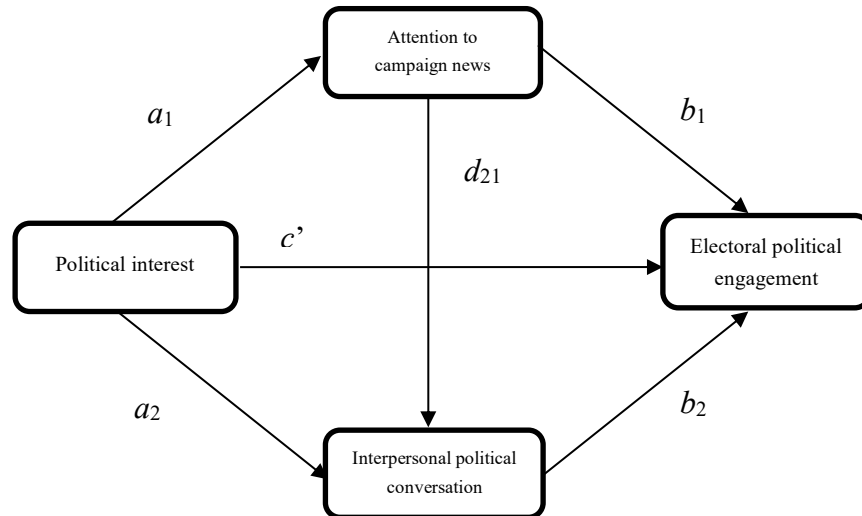 Attention to
campaign news
a1
b1
d21
Political interest
c’
Electoral political
engagement
a2
b2
Interpersonal political
conversation